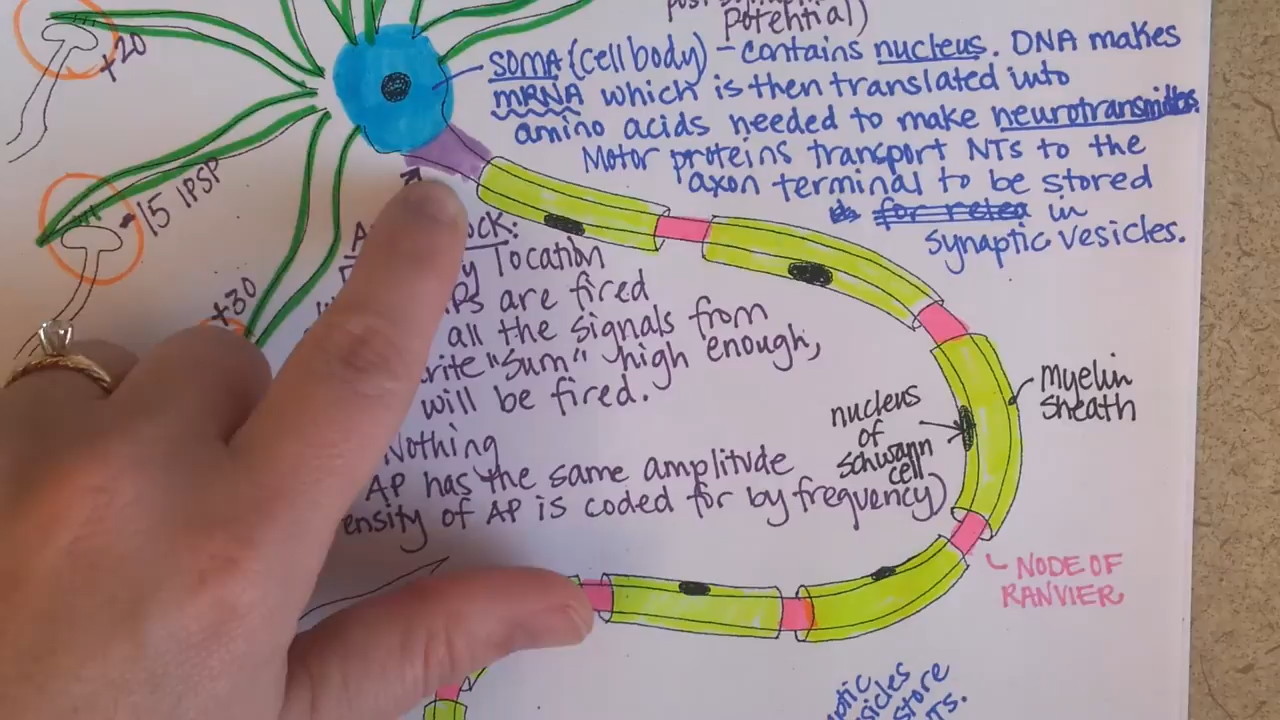 Potential)
SOMA (cell body) - contains nucleus. DNA makes
mRNA which is then translated into
amino acids needed to make neurotransmitters.
Motor proteins transport NTs to the
axon terminal to be stored
in
synaptic vesicles.
+20
-15 IPSP
+30
location
are fired
all the signals from
"sum" high enough,
will be fired.
Nothing
AP has the same amplitude
of AP is coded for by frequency)
nucleus
of
schwann
cell
myelin
sheath
NODE OF
RANVIER
store